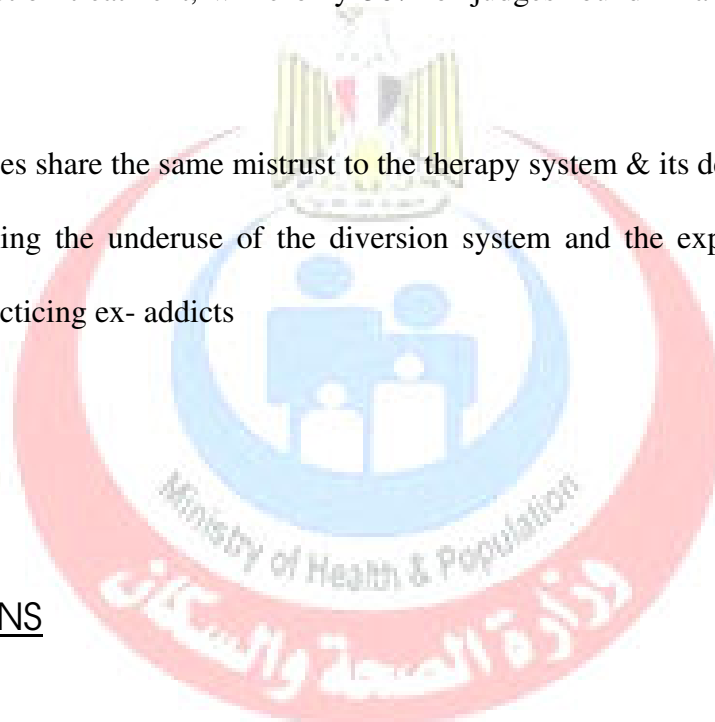 es share the same mistrust to the therapy system & its de
ing the underuse of the diversion system and the exp
cticing ex- addicts
Ministry of Health & Population
وزارة الصحة والسكان
NS